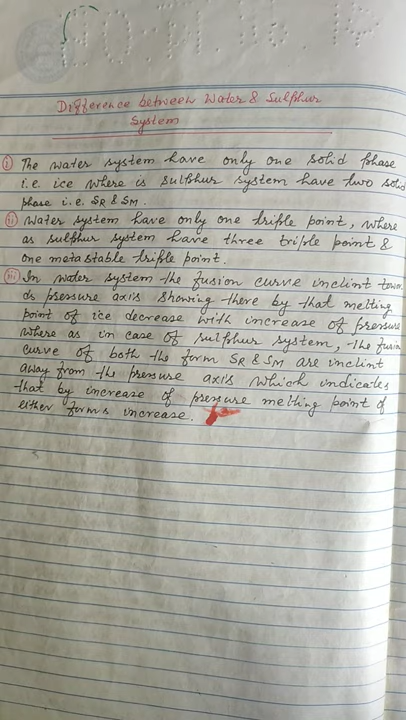 Difference between Water & Sulphur
System
(i) The water system have only one solid phase
i.e. ice where is sulphur system have two solid
phase i.e. SR & SM.
(ii) Water system have only one triple point, where
as sulphur system have three triple point &
one metastable triple point.
(iii) In water system the fusion curve inclint towar
ds pressure axis showing there by that melting
point of ice decrease with increase of pressure
where as in case of sulphur system, the fusion
curve of both the form SR & SM are inclint
away from the pressure axis which indicates
that by increase of pressure melting point of
either forms increase.